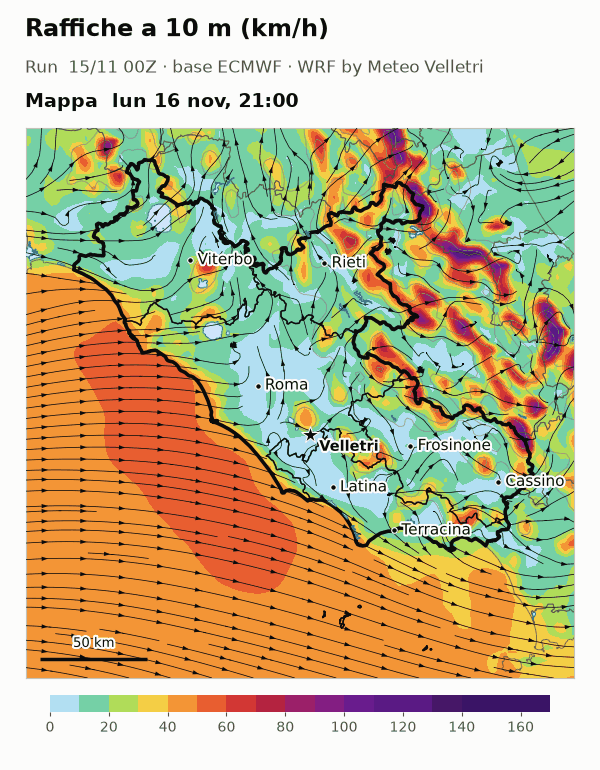 Raffiche a 10 m (km/h)
Run  15/11 00Z · base ECMWF · WRF by Meteo Velletri
Mappa  lun 16 nov, 21:00
Viterbo
Rieti
Roma
Velletri
Frosinone
Cassino
Latina
Terracina
50 km
0 20 40 60 80 100 120 140 160